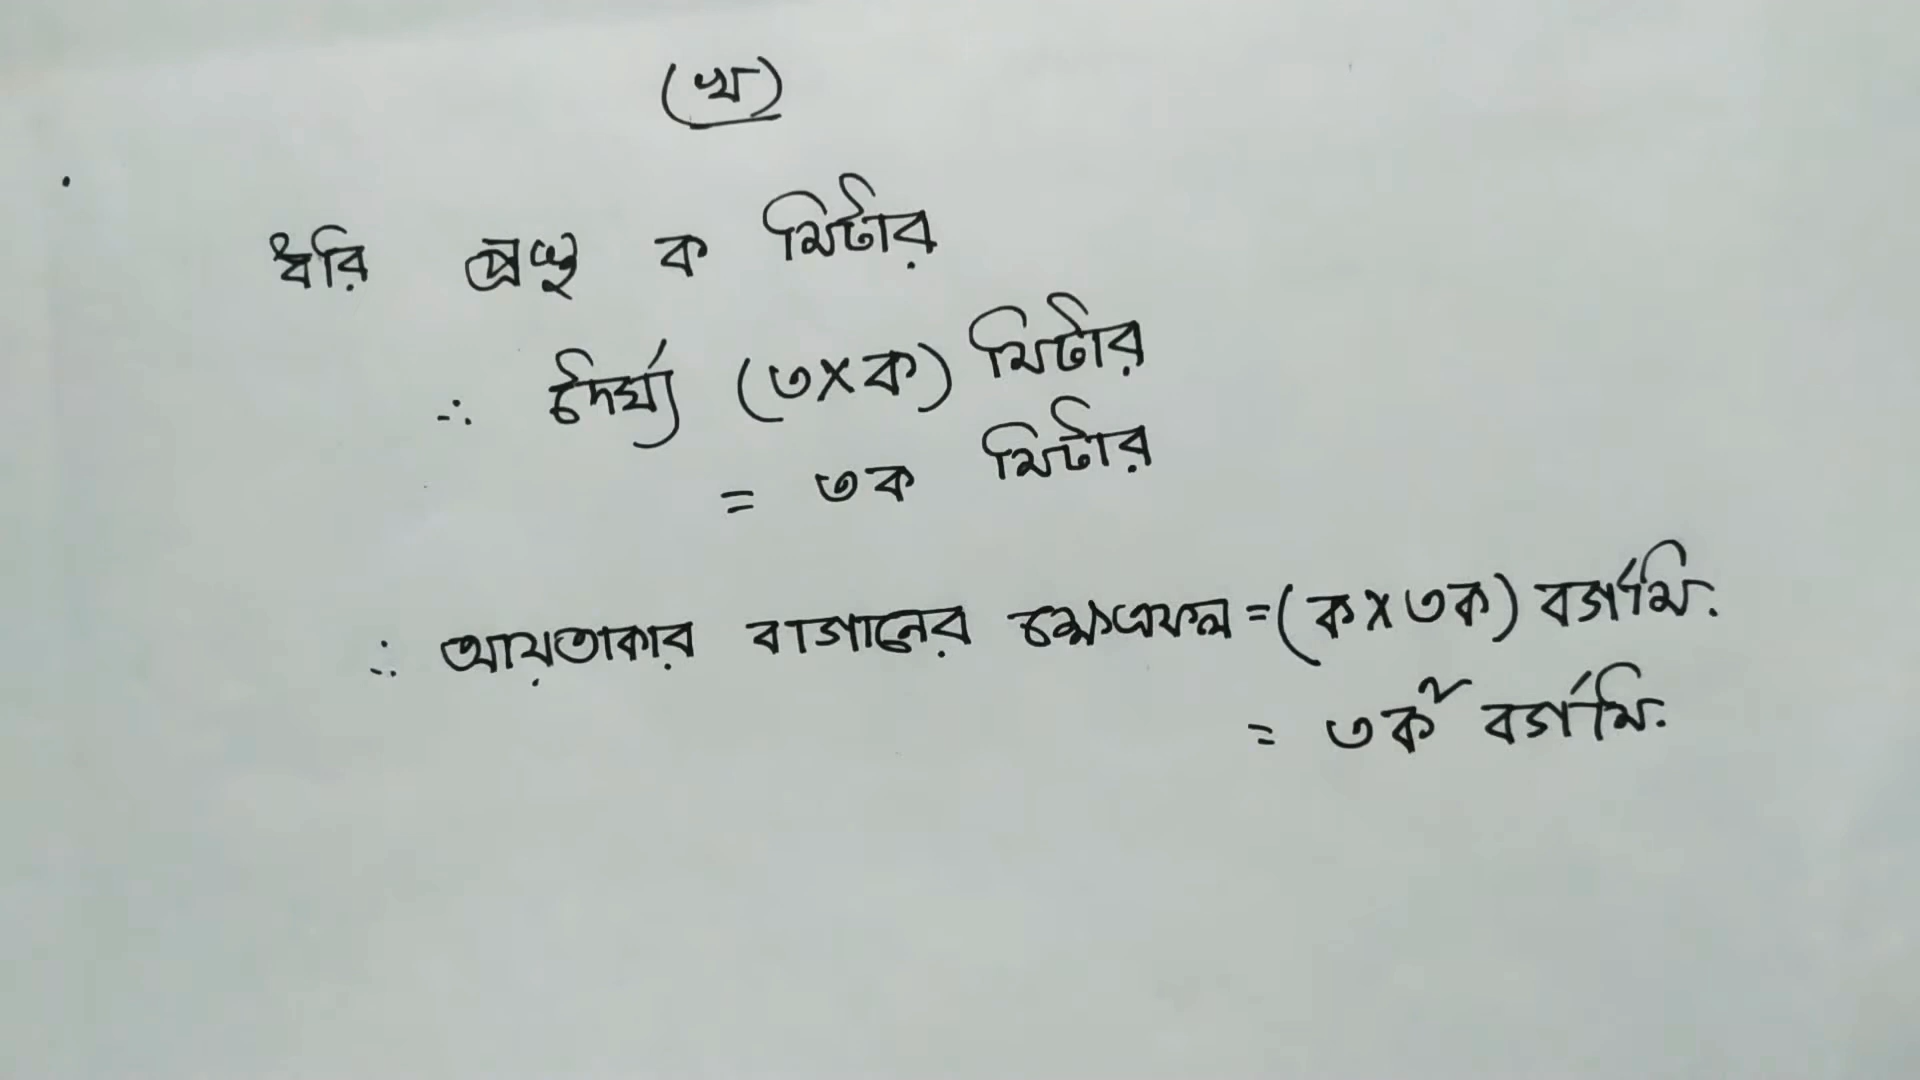 (খ)
ধরি প্রস্থ ক মিটার
∴ দৈর্ঘ্য (৩×ক) মিটার
= ৩ক মিটার
∴ আয়তাকার বাগানের ক্ষেত্রফল = (ক×৩ক) বর্গমি.
= ৩ক² বর্গমি.